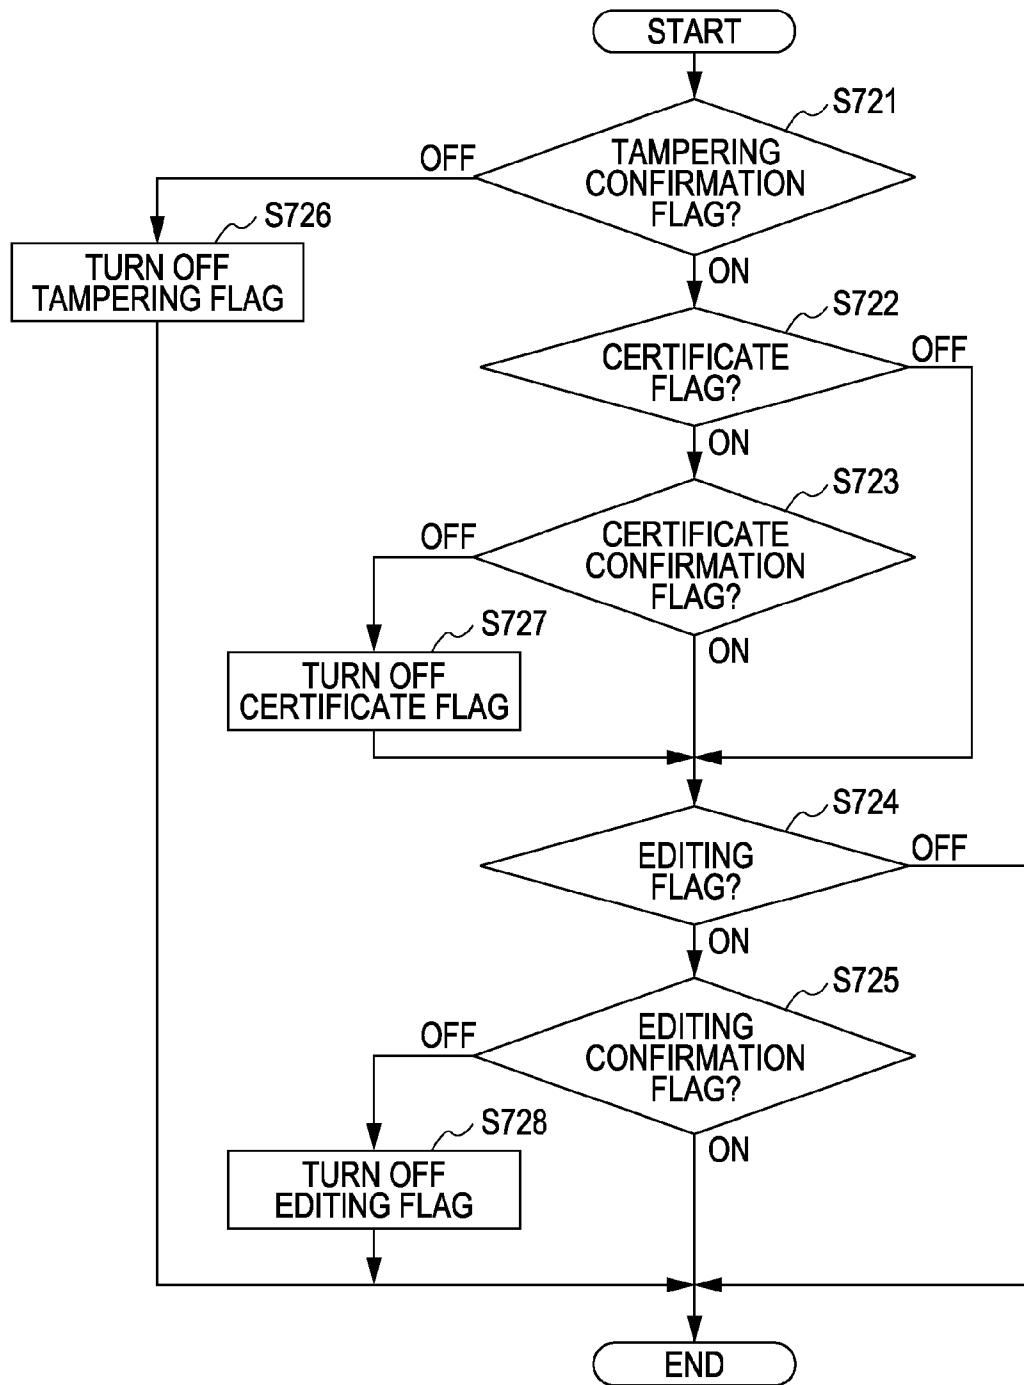 START
S721
TAMPERING
CONFIRMATION
FLAG?
OFF
ON
S726
TURN OFF
TAMPERING FLAG
S722
CERTIFICATE
FLAG?
OFF
ON
S723
CERTIFICATE
CONFIRMATION
FLAG?
OFF
ON
S727
TURN OFF
CERTIFICATE FLAG
S724
EDITING
FLAG?
OFF
ON
S725
EDITING
CONFIRMATION
FLAG?
OFF
ON
S728
TURN OFF
EDITING FLAG
END